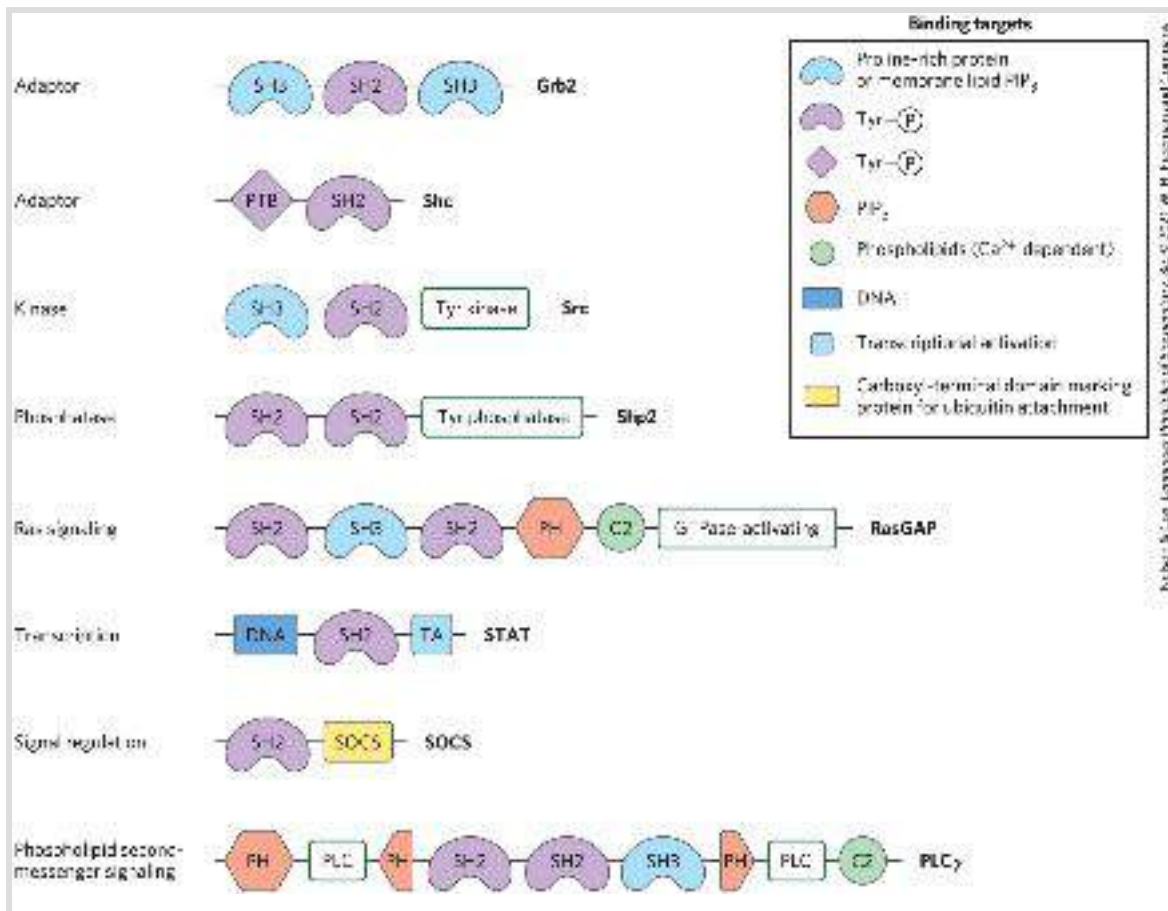 Binding targets
Proline-rich protein
or membrane lipid PIP3
Tyr–P
Tyr–P
PIP3
Phospholipids (Ca2+ dependent)
DNA
Transcriptional activation
Carboxyl-terminal domain marking
protein for ubiquitin attachment
Adaptor SH3 SH2 SH3 Grb2
Adaptor PTB SH2 Shc
Kinase SH3 SH2 Tyr kinase Src
Phosphatase SH2 SH2 Tyr phosphatase Shp2
Ras signaling SH2 SH3 SH2 PH C2 GTPase-activating RasGAP
Transcription DNA SH2 TA STAT
Signal regulation SH2 SOCS SOCS
Phospholipid second-
messenger signaling
PH PLC PH SH2 SH2 SH3 PH PLC C2 PLCγ